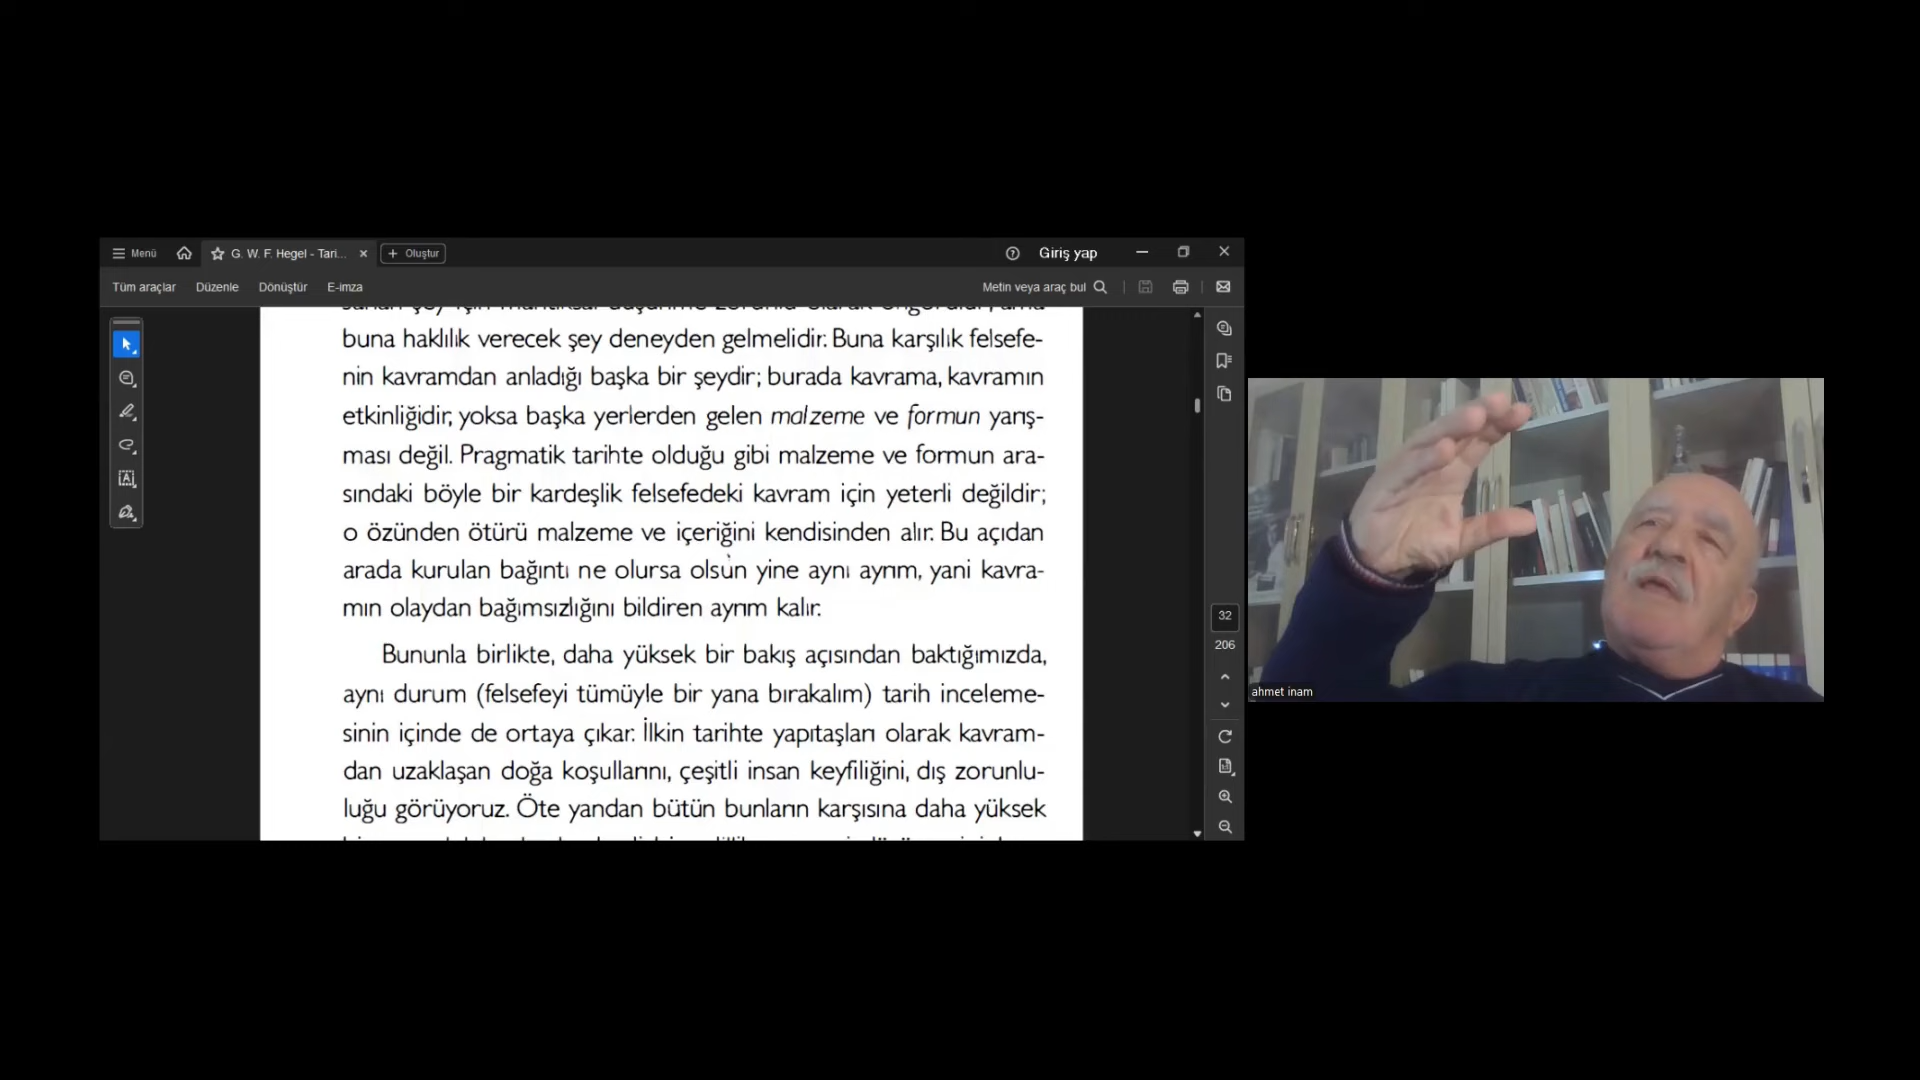 Menü
G. W. F. Hegel - Tari...
Oluştur
Giriş yap
Tüm araçlar
Düzenle
Dönüştür
E-imza
Metin veya araç bul
buna haklılık verecek şey deneyden gelmelidir. Buna karşılık felsefe-
nin kavramdan anladığı başka bir şeydir; burada kavrama, kavramın
etkinliğidir, yoksa başka yerlerden gelen malzeme ve formun yarış-
ması değil. Pragmatik tarihte olduğu gibi malzeme ve formun ara-
sındaki böyle bir kardeşlik felsefedeki kavram için yeterli değildir;
o özünden ötürü malzeme ve içeriğini kendisinden alır. Bu açıdan
arada kurulan bağıntı ne olursa olsun yine aynı ayrım, yani kavra-
mın olaydan bağımsızlığını bildiren ayrım kalır.
Bununla birlikte, daha yüksek bir bakış açısından baktığımızda,
aynı durum (felsefeyi tümüyle bir yana bırakalım) tarih inceleme-
sinin içinde de ortaya çıkar. İlkin tarihte yapıtaşları olarak kavram-
dan uzaklaşan doğa koşullarını, çeşitli insan keyfiliğini, dış zorunlu-
luğu görüyoruz. Öte yandan bütün bunların karşısına daha yüksek
32
206
ahmet inam